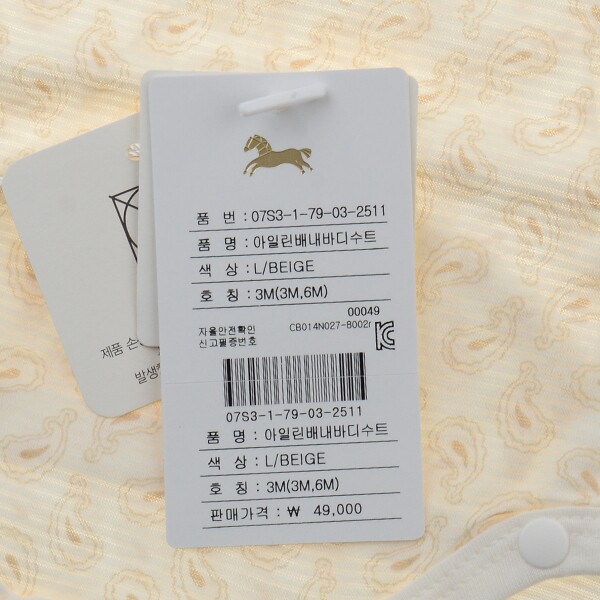 품 번 : 07S3-1-79-03-2511
품 명 : 아일린배내바디수트
색 상 : L/BEIGE
호 칭 : 3M(3M,6M)
00049
자율안전확인
신고필증번호
CB014N027-8002
07S3-1-79-03-2511
품 명 : 아일린배내바디수트
색 상 : L/BEIGE
호 칭 : 3M(3M,6M)
판매가격 : ₩ 49,000
제품 손
발생